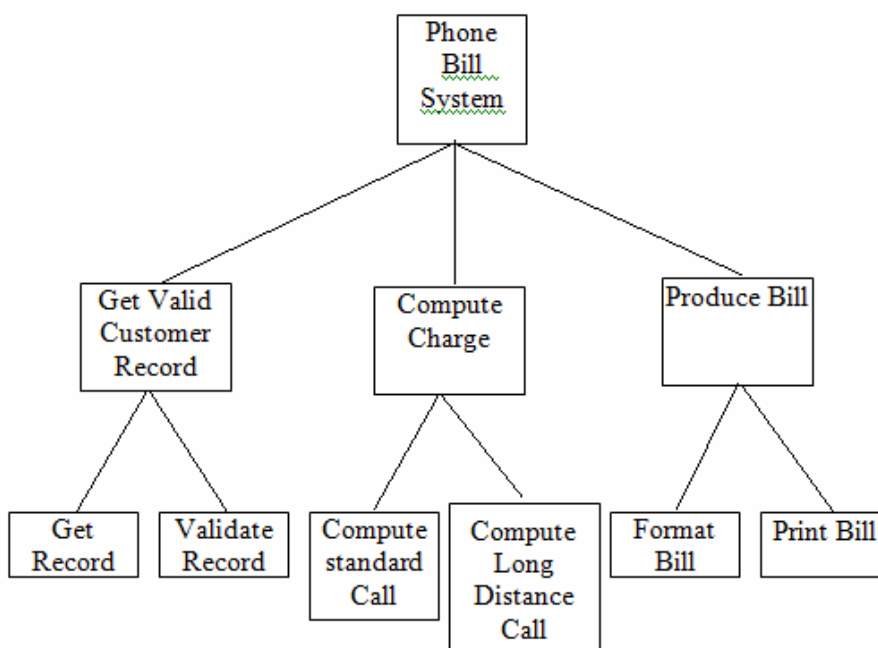 Phone
Bill
System
Get Valid
Customer
Record
Compute
Charge
Produce Bill
Get
Record
Validate
Record
Compute
standard
Call
Compute
Long
Distance
Call
Format
Bill
Print Bill